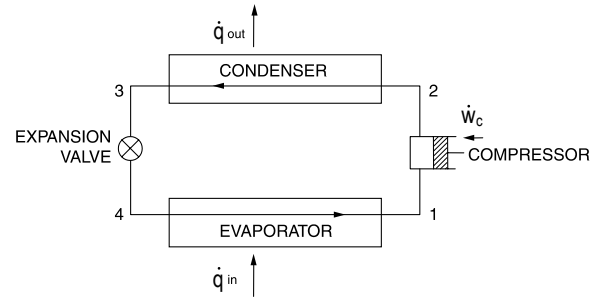 q̇ out
CONDENSER
3
2
ẇc
EXPANSION
VALVE
COMPRESSOR
4
1
EVAPORATOR
q̇ in